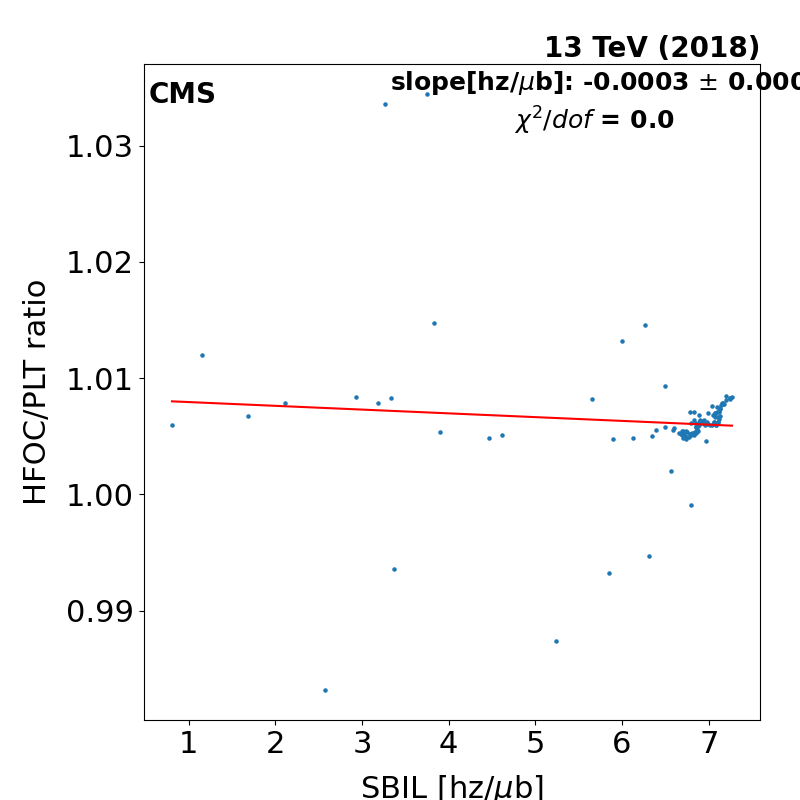 13 TeV (2018)
CMS
slope[hz/μb]: -0.0003 ± 0.000
χ²/dof = 0.0
1.03
1.02
1.01
1.00
0.99
HFOC/PLT ratio
1 2 3 4 5 6 7
SBIL [hz/μb]